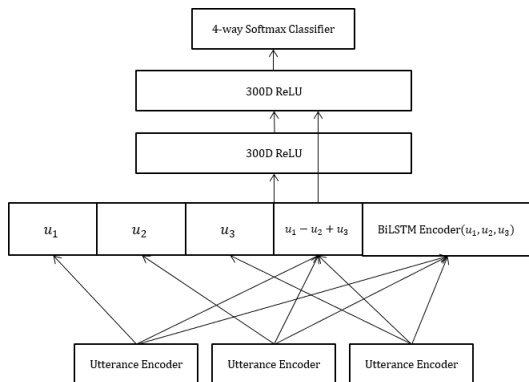 4-way Softmax Classifier
300D ReLU
300D ReLU
u₁
u₂
u₃
u₁ − u₂ + u₃
BiLSTM Encoder(u₁, u₂, u₃)
Utterance Encoder
Utterance Encoder
Utterance Encoder